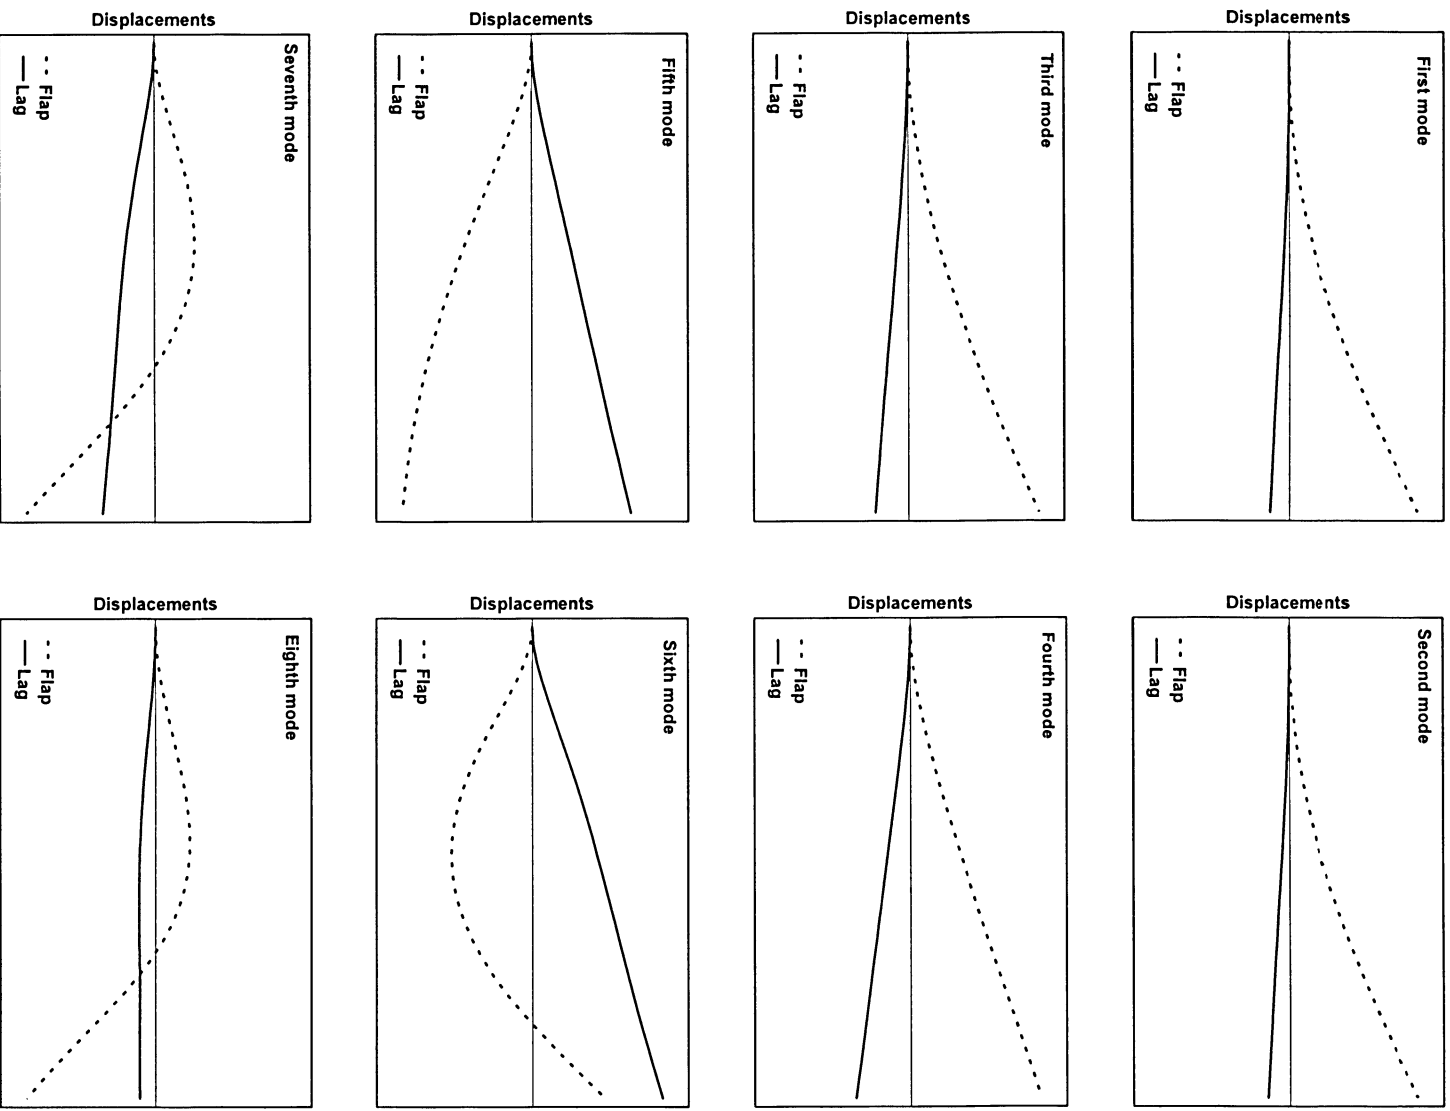 Displacements
First mode
Flap
Lag
Displacements
Second mode
Flap
Lag
Displacements
Third mode
Flap
Lag
Displacements
Fourth mode
Flap
Lag
Displacements
Fifth mode
Flap
Lag
Displacements
Sixth mode
Flap
Lag
Displacements
Seventh mode
Flap
Lag
Displacements
Eighth mode
Flap
Lag